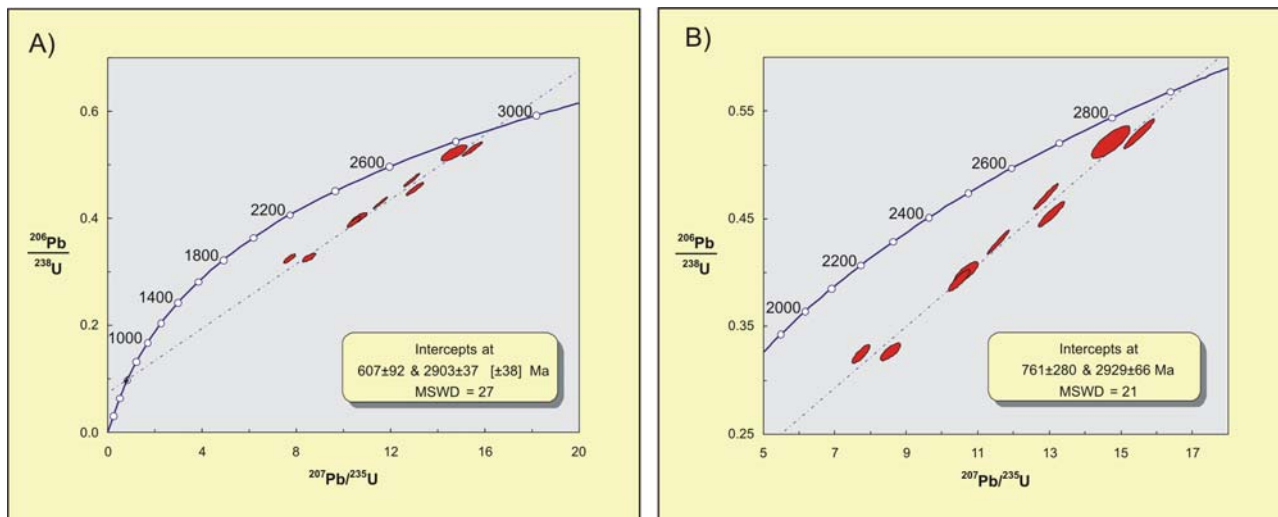 A)
0.6
0.4
0.2
0.0
206Pb
238U
1000
1400
1800
2200
2600
3000
Intercepts at
607±92 & 2903±37 [±38] Ma
MSWD = 27
0 4 8 12 16 20
207Pb/235U
B)
0.55
0.45
0.35
0.25
206Pb
238U
2000
2200
2400
2600
2800
Intercepts at
761±280 & 2929±66 Ma
MSWD = 21
5 7 9 11 13 15 17
207Pb/235U